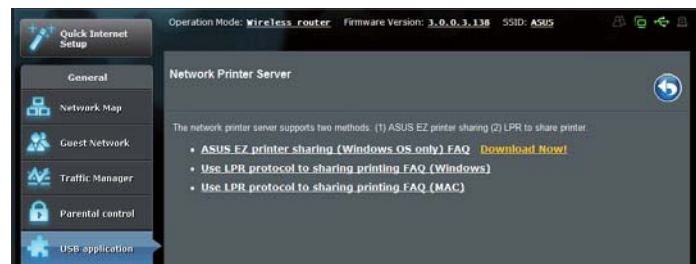 Operation Mode: Wireless router Firmware Version: 3.0.0.3.138 SSID: ASUS
Quick Internet
Setup
General
Network Map
Guest Network
Traffic Manager
Parental control
USB application
Network Printer Server
The network printer server supports two methods: (1) ASUS EZ printer sharing (2) LPR to share printer.
ASUS EZ printer sharing (Windows OS only) FAQ Download Now!
Use LPR protocol to sharing printing FAQ (Windows)
Use LPR protocol to sharing printing FAQ (MAC)